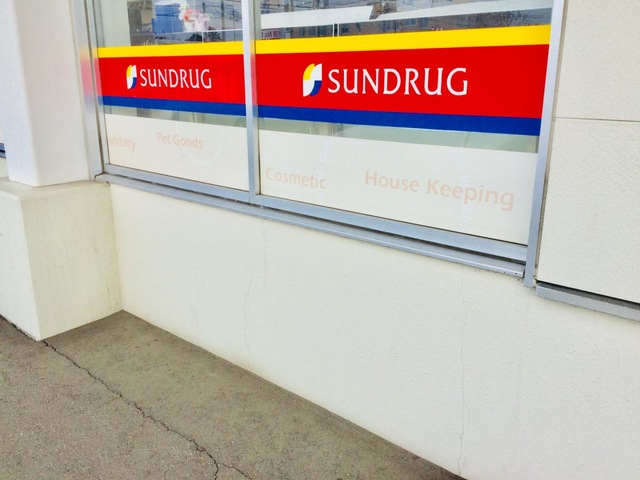 SUNDRUG
SUNDRUG
Pet Goods
Cosmetic
House Keeping